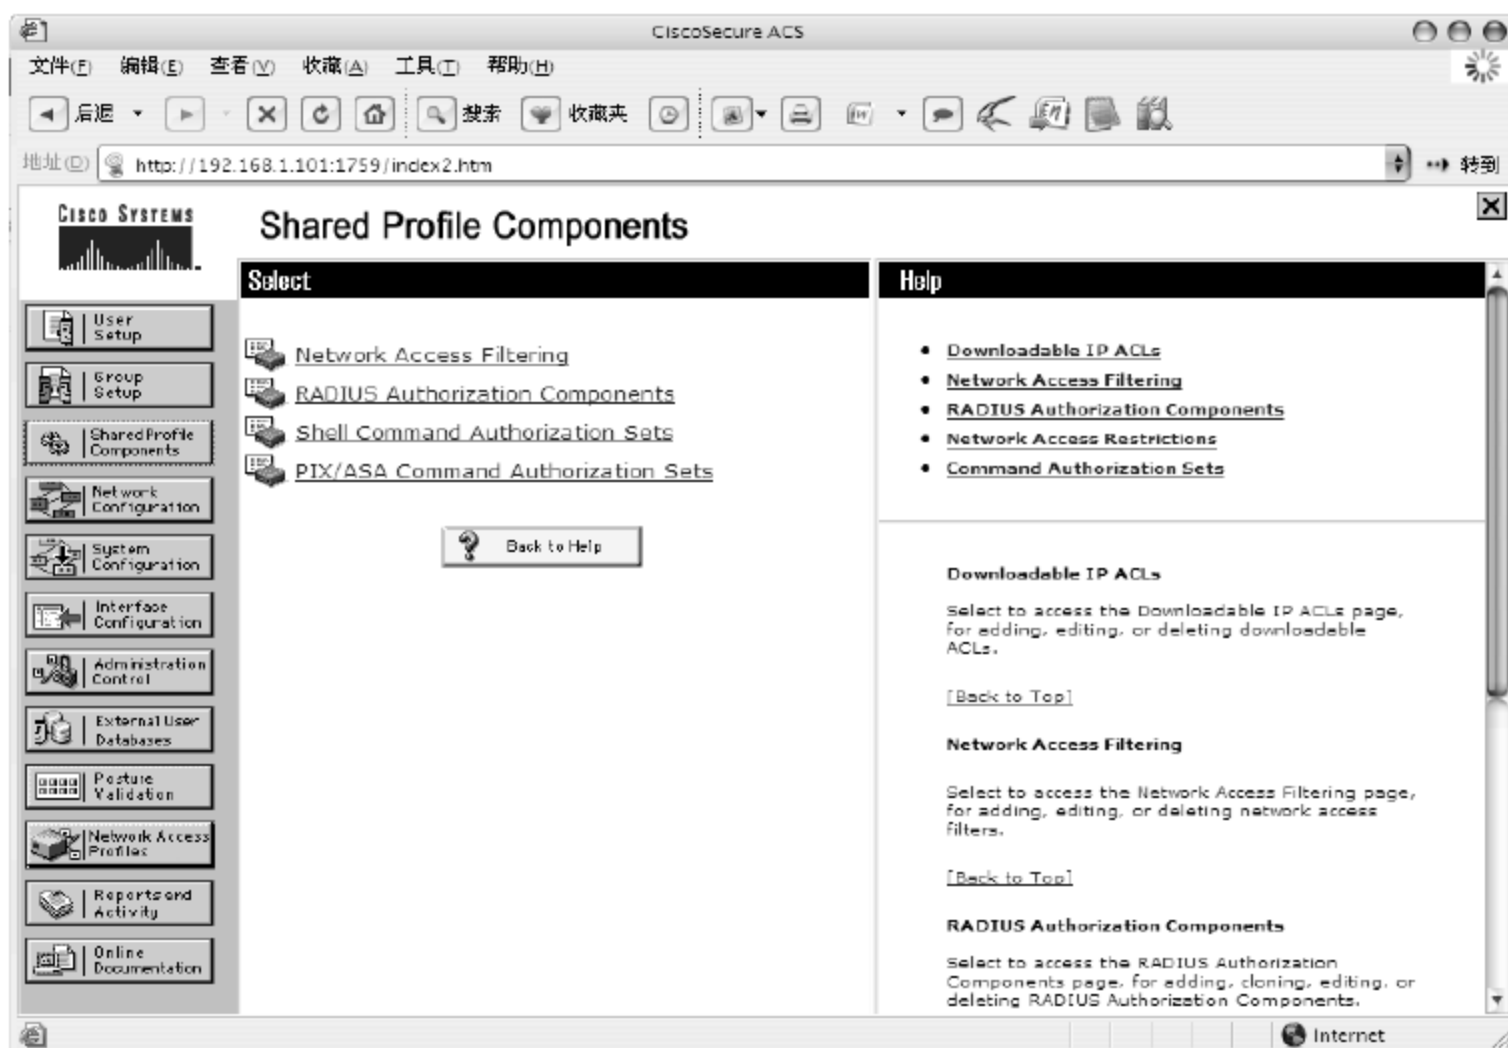 CiscoSecure ACS
文件(F) 编辑(E) 查看(V) 收藏(A) 工具(T) 帮助(H)
后退 搜索 收藏夹
地址(D) http://192.168.1.101:1759/index2.htm 转到
CISCO SYSTEMS
Shared Profile Components
Select
Network Access Filtering
RADIUS Authorization Components
Shell Command Authorization Sets
PIX/ASA Command Authorization Sets
Back to Help
User
Setup
Group
Setup
Shared Profile
Components
Network
Configuration
System
Configuration
Interface
Configuration
Administration
Control
External User
Databases
Posture
Validation
Network Access
Profiles
Reports and
Activity
Online
Documentation
Help
Downloadable IP ACLs
Network Access Filtering
RADIUS Authorization Components
Network Access Restrictions
Command Authorization Sets
Downloadable IP ACLs
Select to access the Downloadable IP ACLs page,
for adding, editing, or deleting downloadable
ACLs.
[Back to Top]
Network Access Filtering
Select to access the Network Access Filtering page,
for adding, editing, or deleting network access
filters.
[Back to Top]
RADIUS Authorization Components
Select to access the RADIUS Authorization
Components page, for adding, cloning, editing, or
deleting RADIUS Authorization Components.
Internet